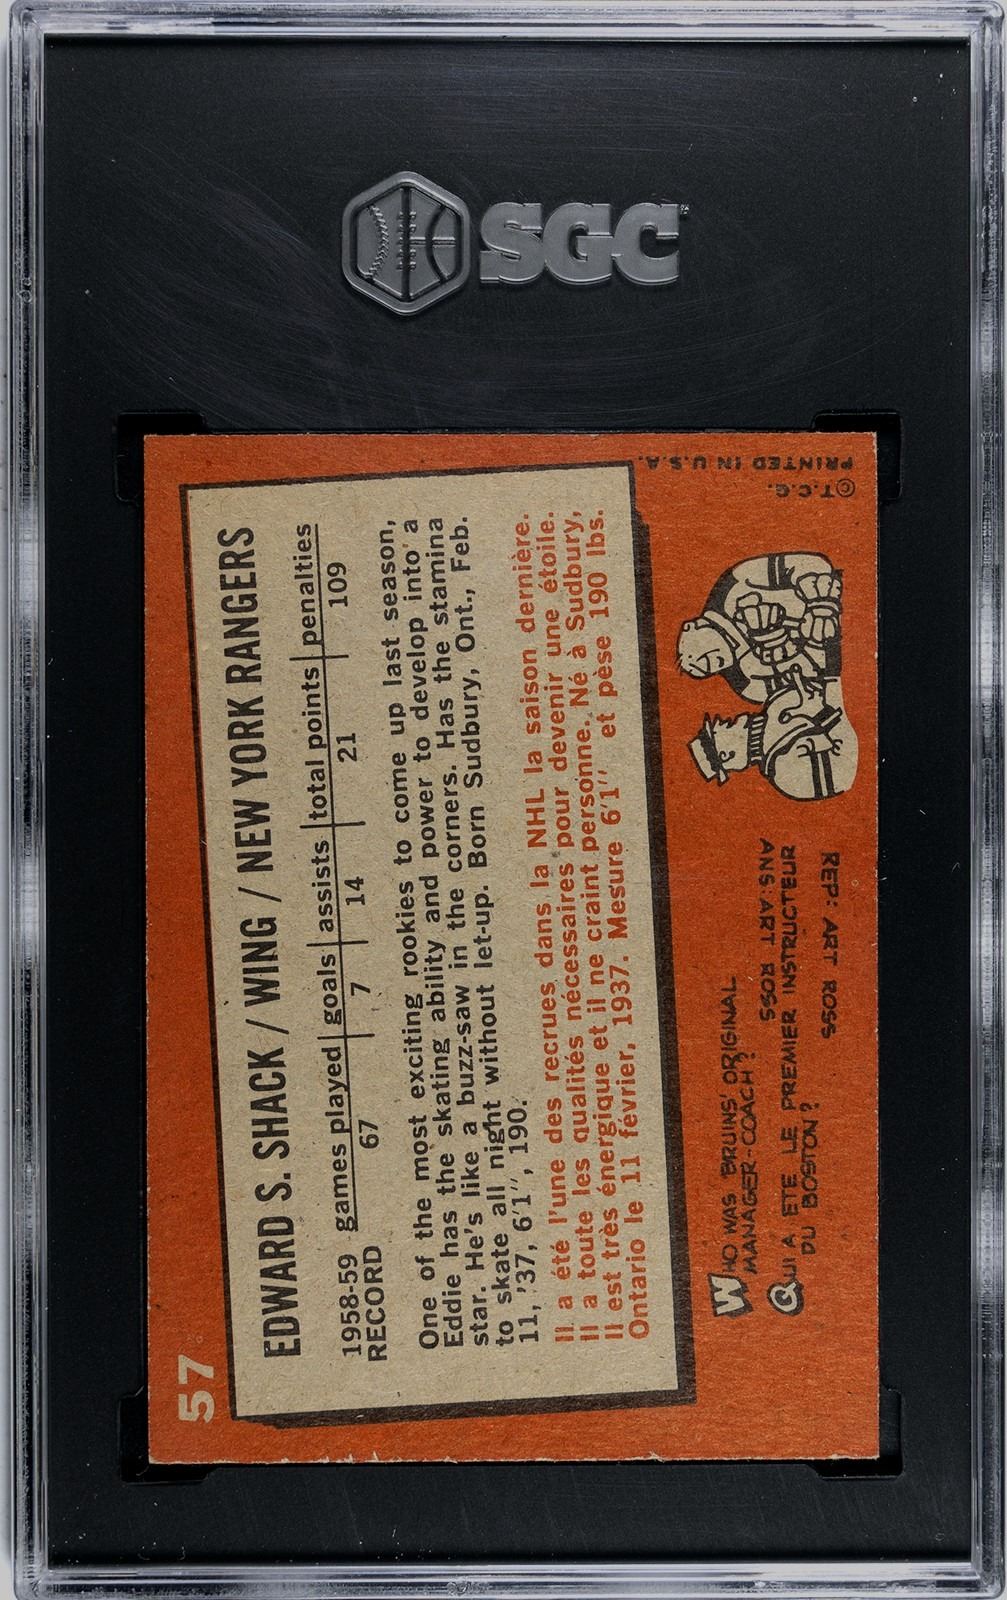 SGC
57
EDWARD S. SHACK / WING / NEW YORK RANGERS
1958-59 RECORD games played goals assists total points penalties
67 7 14 21 109
One of the most exciting rookies to come up last season,
Eddie has the skating ability and power to develop into a
star. He's like a buzz-saw in the corners. Has the stamina
to skate all night without let-up. Born Sudbury, Ont., Feb.
11, '37, 6'1", 190.
Il a été l'une des recrues dans la NHL la saison dernière.
Il a toute les qualités nécessaires pour devenir une étoile.
Il est très énergique et il ne craint personne. Né à Sudbury,
Ontario le 11 février, 1937. Mesure 6'1" et pèse 190 lbs.
WHO WAS BRUINS' ORIGINAL
MANAGER-COACH?
ANS: ART ROSS
QUI A ETE LE PREMIER INSTRUCTEUR
DU BOSTON?
REP: ART ROSS
© T.C.G.
PRINTED IN U.S.A.